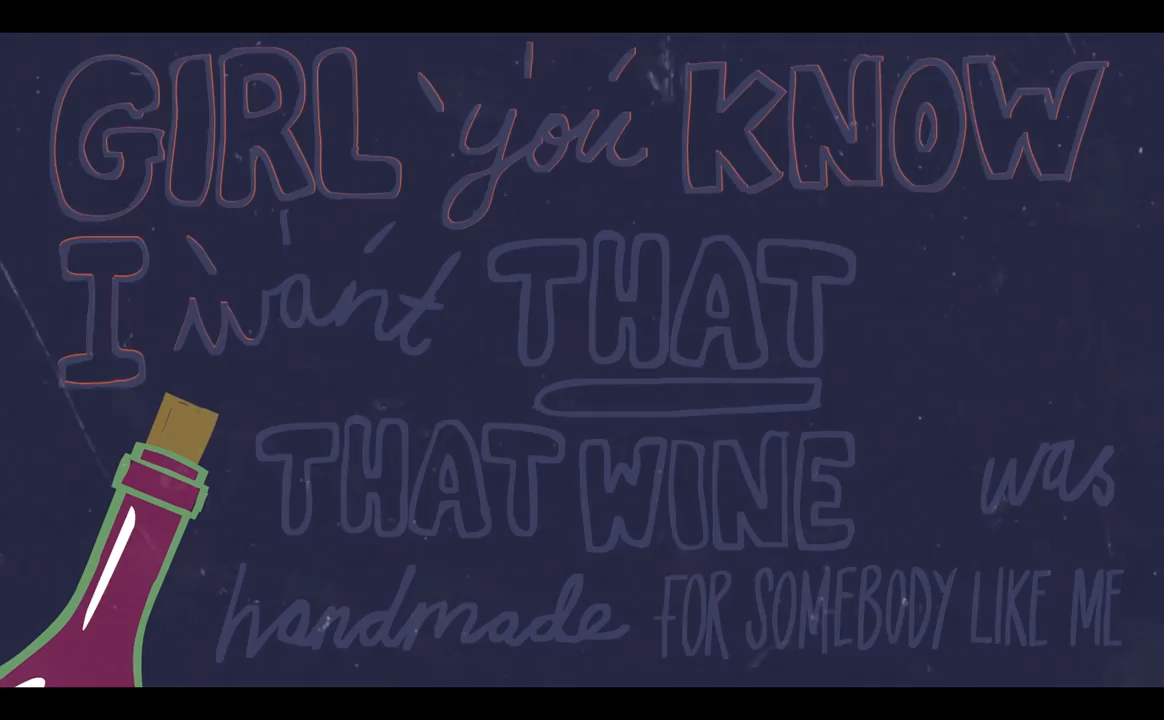 GIRL you KNOW
I want THAT
THAT WINE was
handmade FOR SOMEBODY LIKE ME